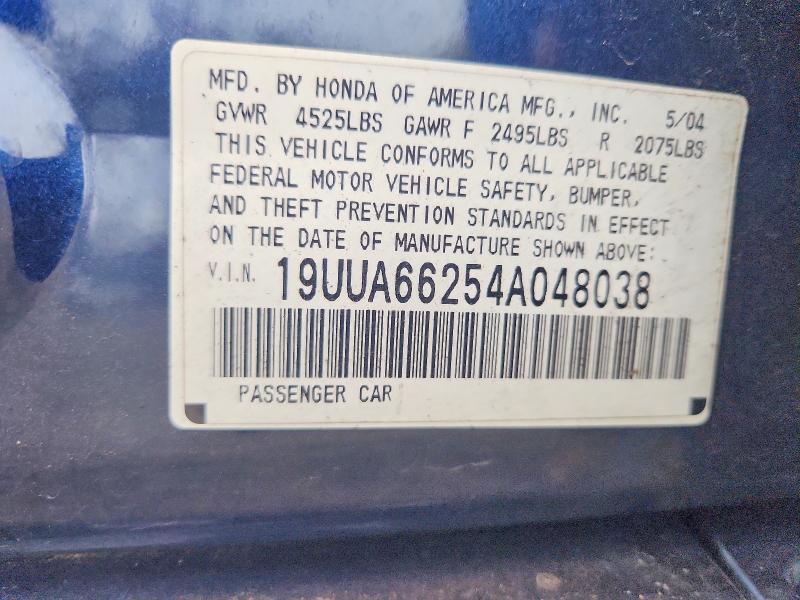 MFD. BY HONDA OF AMERICA MFG., INC. 5/04
GVWR 4525LBS GAWR F 2495LBS R 2075LBS
THIS VEHICLE CONFORMS TO ALL APPLICABLE
FEDERAL MOTOR VEHICLE SAFETY, BUMPER,
AND THEFT PREVENTION STANDARDS IN EFFECT
ON THE DATE OF MANUFACTURE SHOWN ABOVE:
V.I.N. 19UUA66254A048038
PASSENGER CAR